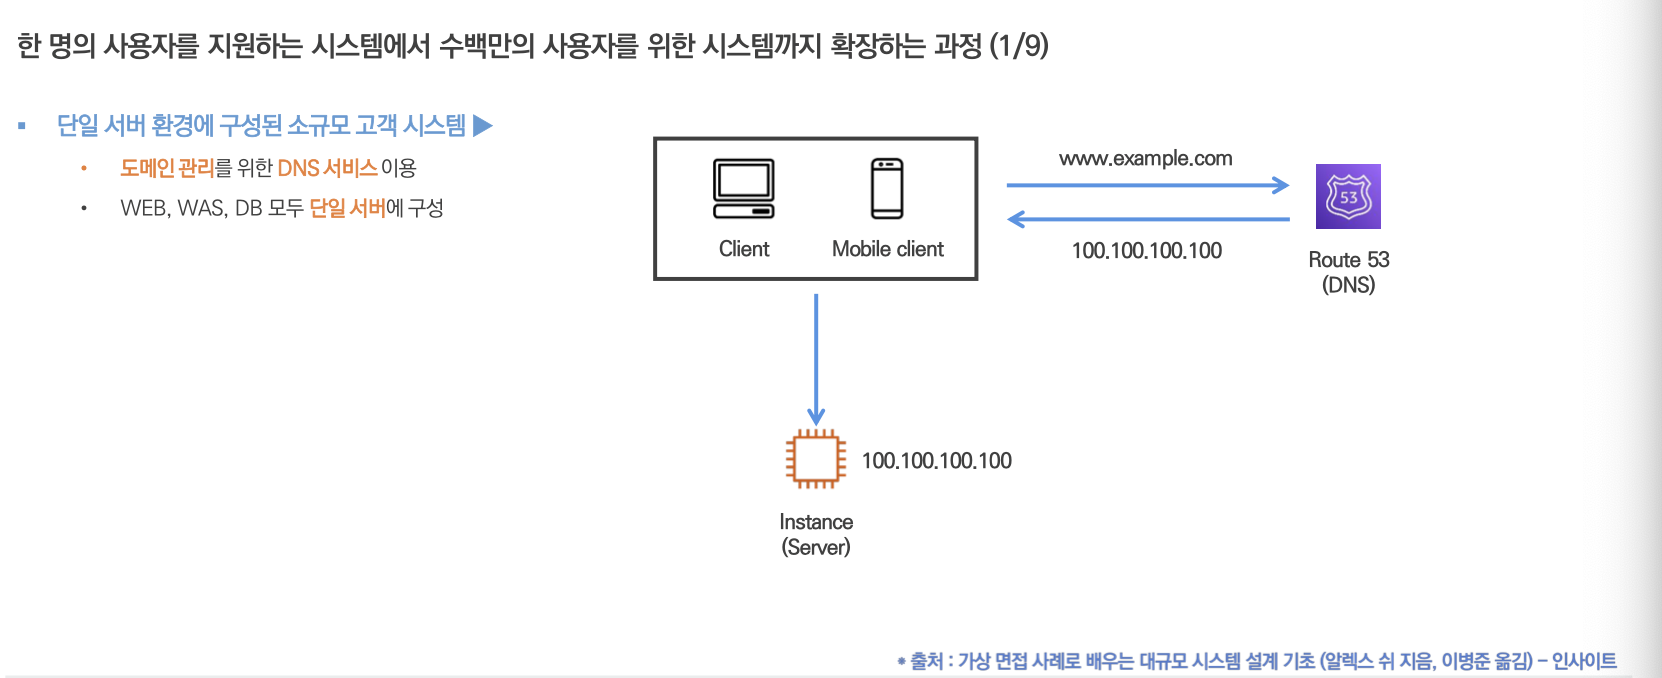 한 명의 사용자를 지원하는 시스템에서 수백만의 사용자를 위한 시스템까지 확장하는 과정 (1/9)
▪ 단일 서버 환경에 구성된 소규모 고객 시스템 ▶
• 도메인 관리를 위한 DNS 서비스 이용
• WEB, WAS, DB 모두 단일 서버에 구성
Client
Mobile client
www.example.com
100.100.100.100
53
Route 53
(DNS)
100.100.100.100
Instance
(Server)
* 출처 : 가상 면접 사례로 배우는 대규모 시스템 설계 기초 (알렉스 쉬 지음, 이병준 옮김) – 인사이트